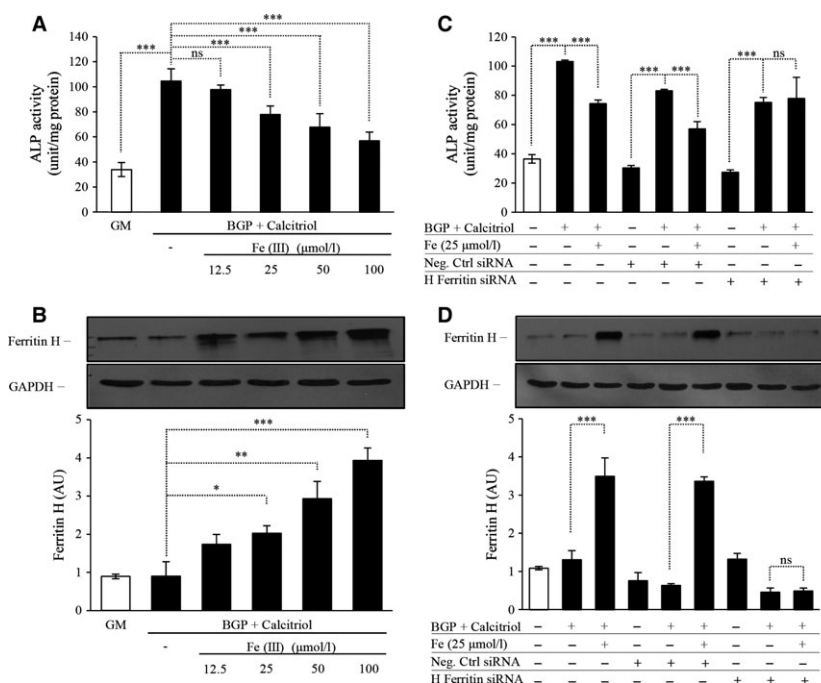 A
*** 
***
***
***
ns
ALP activity
(unit/mg protein)
140
120
100
80
60
40
20
0
GM
BGP + Calcitriol
-
Fe (III) (μmol/l)
12.5 25 50 100
C
*** *** *** *** *** ns
ALP activity
(unit/mg protein)
120
100
80
60
40
20
0
BGP + Calcitriol – + + – + + – + +
Fe (25 μmol/l) – – + – – + – – +
Neg. Ctrl siRNA – – – + + + – – –
H Ferritin siRNA – – – – – – + + +
B
Ferritin H –
GAPDH –
***
**
*
Ferritin H (AU)
5
4
3
2
1
0
GM
BGP + Calcitriol
-
Fe (III) (μmol/l)
12.5 25 50 100
D
Ferritin H –
GAPDH –
*** *** ns
Ferritin H (AU)
5
4
3
2
1
0
BGP + Calcitriol – + + – + + – + +
Fe (25 μmol/l) – – + – – + – – +
Neg. Ctrl siRNA – – – + + + – – –
H Ferritin siRNA – – – – – – + + +